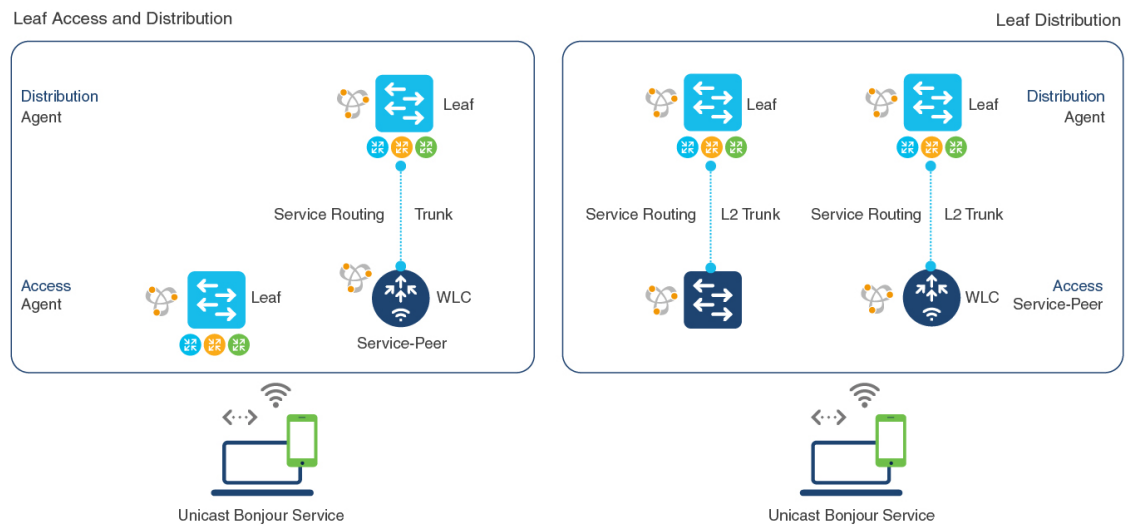 Leaf Access and Distribution
Distribution
Agent
Leaf
Service Routing
Trunk
Access
Agent
Leaf
WLC
Service-Peer
Unicast Bonjour Service
Leaf Distribution
Leaf
Leaf
Distribution
Agent
Service Routing
L2 Trunk
Service Routing
L2 Trunk
WLC
Access
Service-Peer
Unicast Bonjour Service